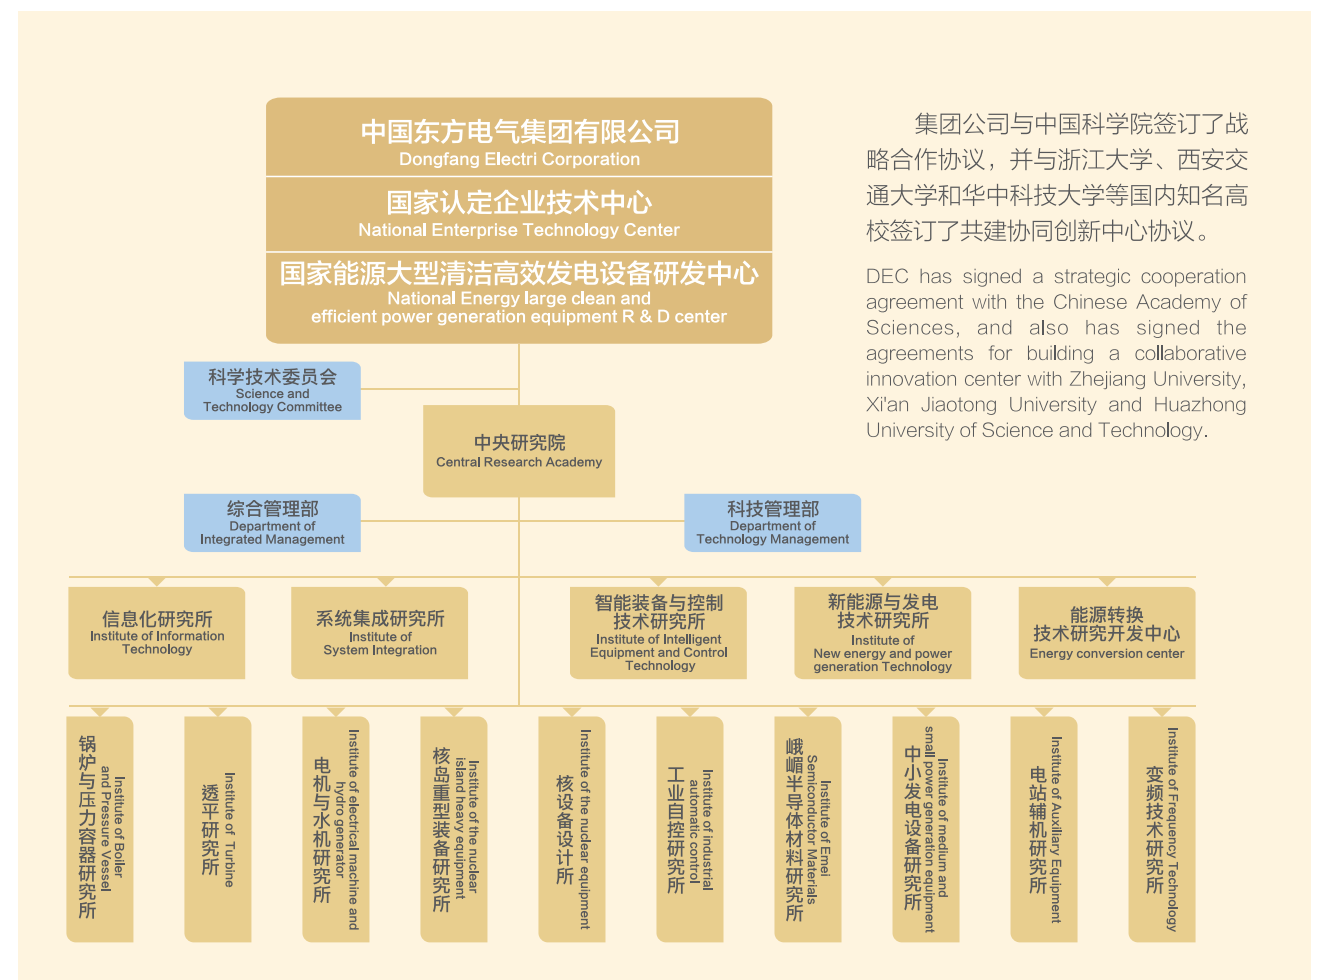 中国东方电气集团有限公司
Dongfang Electri Corporation
国家认定企业技术中心
National Enterprise Technology Center
国家能源大型清洁高效发电设备研发中心
National Energy large clean and
efficient power generation equipment R & D center
集团公司与中国科学院签订了战
略合作协议，并与浙江大学、西安交
通大学和华中科技大学等国内知名高
校签订了共建协同创新中心协议。
DEC has signed a strategic cooperation
agreement with the Chinese Academy of
Sciences, and also has signed the
agreements for building a collaborative
innovation center with Zhejiang University,
Xi'an Jiaotong University and Huazhong
University of Science and Technology.
科学技术委员会
Science and
Technology Committee
中央研究院
Central Research Academy
综合管理部
Department of
Integrated Management
科技管理部
Department of
Technology Management
信息化研究所
Institute of Information
Technology
系统集成研究所
Institute of
System Integration
智能装备与控制
技术研究所
Institute of Intelligent
Equipment and Control
Technology
新能源与发电
技术研究所
Institute of
New energy and power
generation Technology
能源转换
技术研究开发中心
Energy conversion center
锅炉与压力容器研究所
Institute of Boiler
and Pressure Vessel
透平研究所
Institute of Turbine
电机与水机研究所
Institute of electrical machine and
hydro generator
核岛重型装备研究所
Institute of the nuclear
island heavy equipment
核设备设计所
Institute of the nuclear equipment
工业自控研究所
Institute of industrial
automatic control
峨嵋半导体材料研究所
Institute of Emei
Semiconductor Materials
中小发电设备研究所
Institute of medium and
small power generation equipment
电站辅机研究所
Institute of Auxiliary Equipment
变频技术研究所
Institute of Frequency Technology